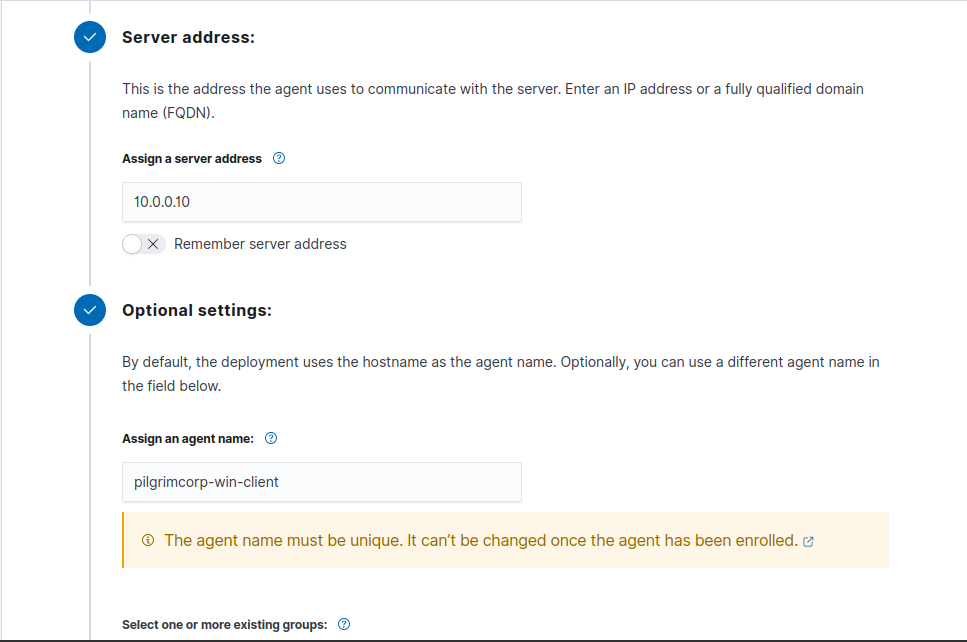 Server address:
This is the address the agent uses to communicate with the server. Enter an IP address or a fully qualified domain
name (FQDN).
Assign a server address
10.0.0.10
Remember server address
Optional settings:
By default, the deployment uses the hostname as the agent name. Optionally, you can use a different agent name in
the field below.
Assign an agent name:
pilgrimcorp-win-client
The agent name must be unique. It can’t be changed once the agent has been enrolled.
Select one or more existing groups: